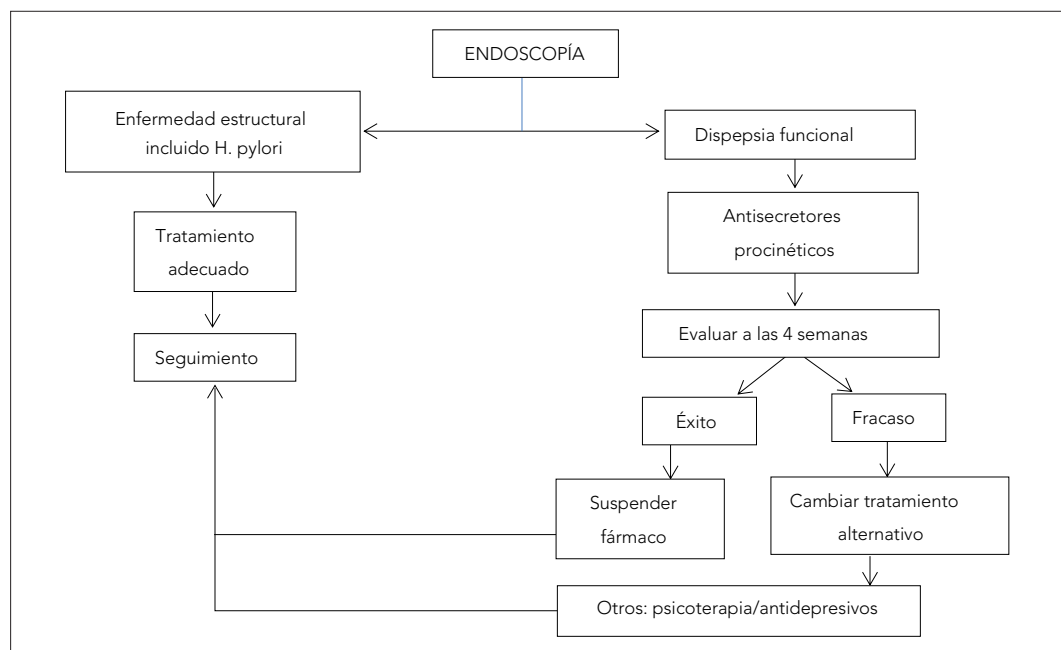 ENDOSCOPÍA
Enfermedad estructural
incluido H. pylori
Dispepsia funcional
Tratamiento
adecuado
Antisecretores
procinéticos
Seguimiento
Evaluar a las 4 semanas
Éxito
Fracaso
Suspender
fármaco
Cambiar tratamiento
alternativo
Otros: psicoterapia/antidepresivos